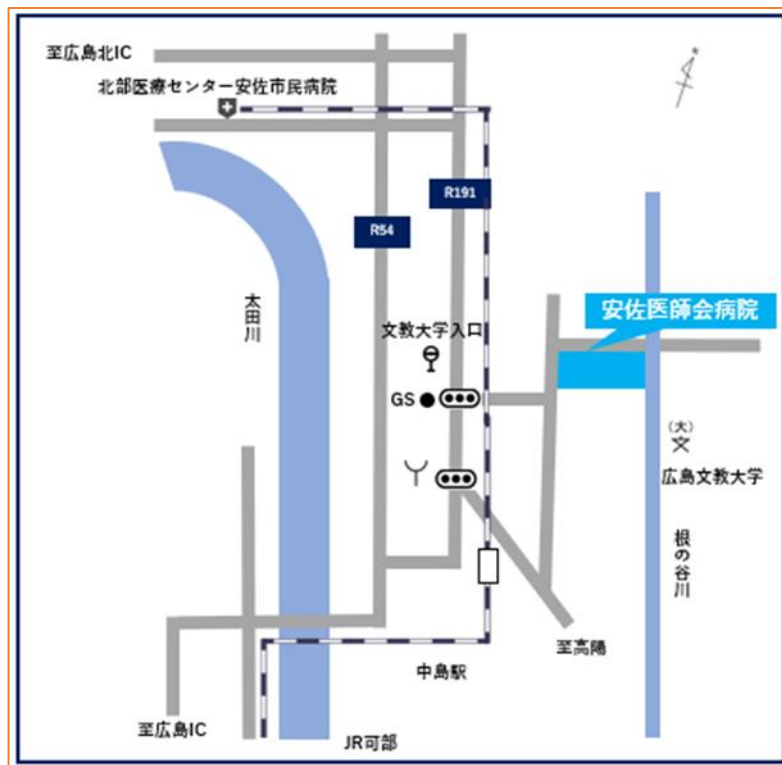 至広島北IC
北部医療センター安佐市民病院
R191
R54
太田川
安佐医師会病院
文教大学入口
GS
(大)
文
広島文教大学
根の谷川
至高陽
中島駅
至広島IC
JR可部